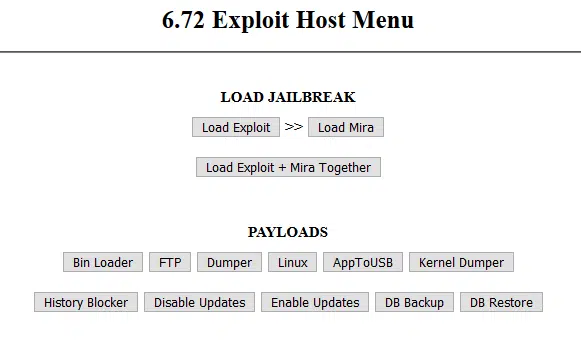 6.72 Exploit Host Menu
LOAD JAILBREAK
Load Exploit >> Load Mira
Load Exploit + Mira Together
PAYLOADS
Bin Loader FTP Dumper Linux AppToUSB Kernel Dumper
History Blocker Disable Updates Enable Updates DB Backup DB Restore